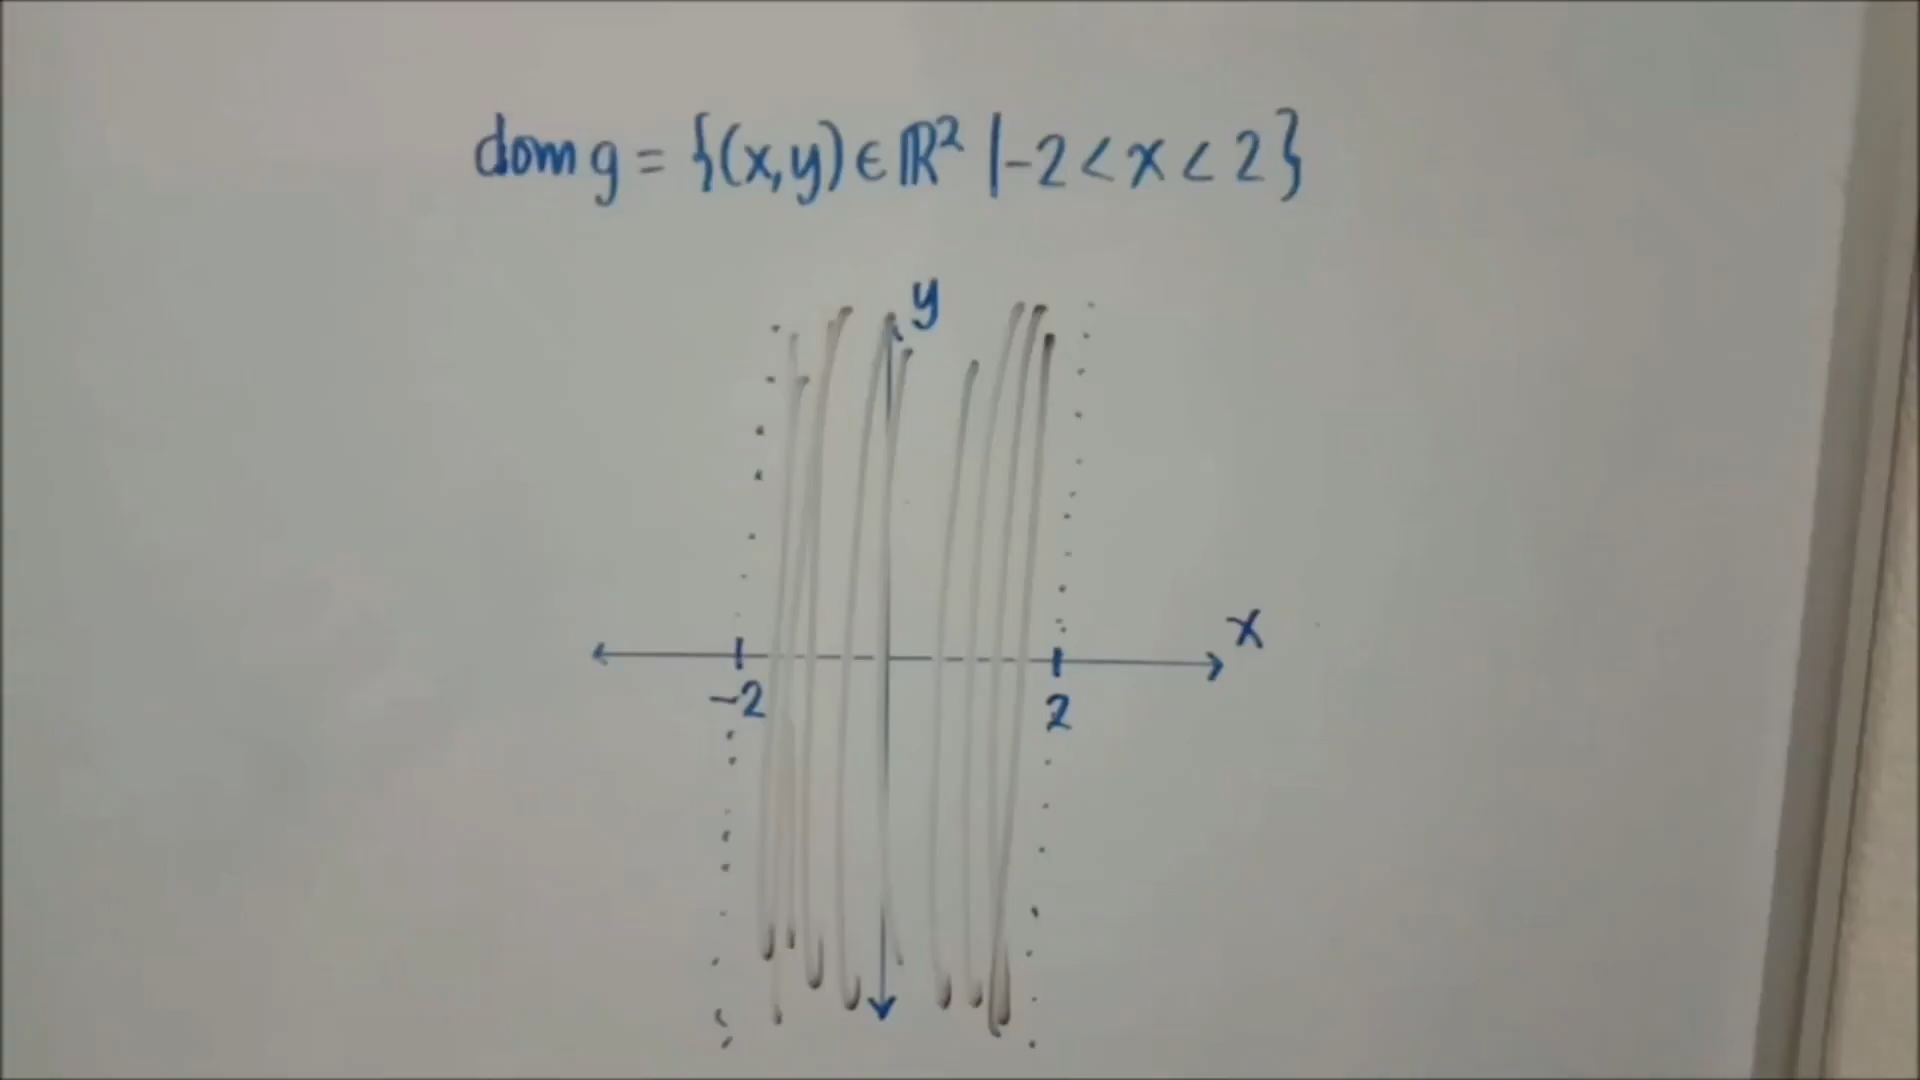 dom g = {(x,y) ∈ ℝ² | -2 < x < 2}
y
x
-2
2